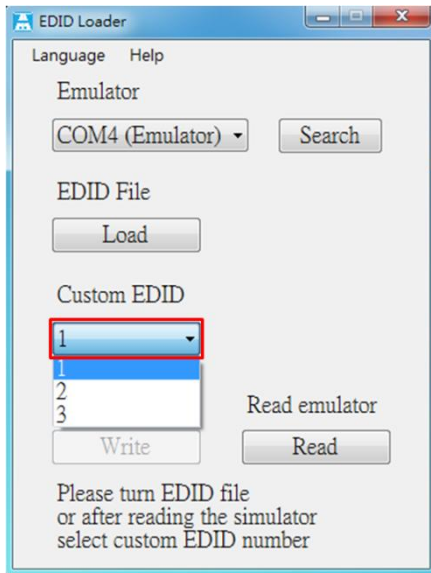 EDID Loader
Language Help
Emulator
COM4 (Emulator) Search
EDID File
Load
Custom EDID
1
1
2
3
Read emulator
Write Read
Please turn EDID file
or after reading the simulator
select custom EDID number